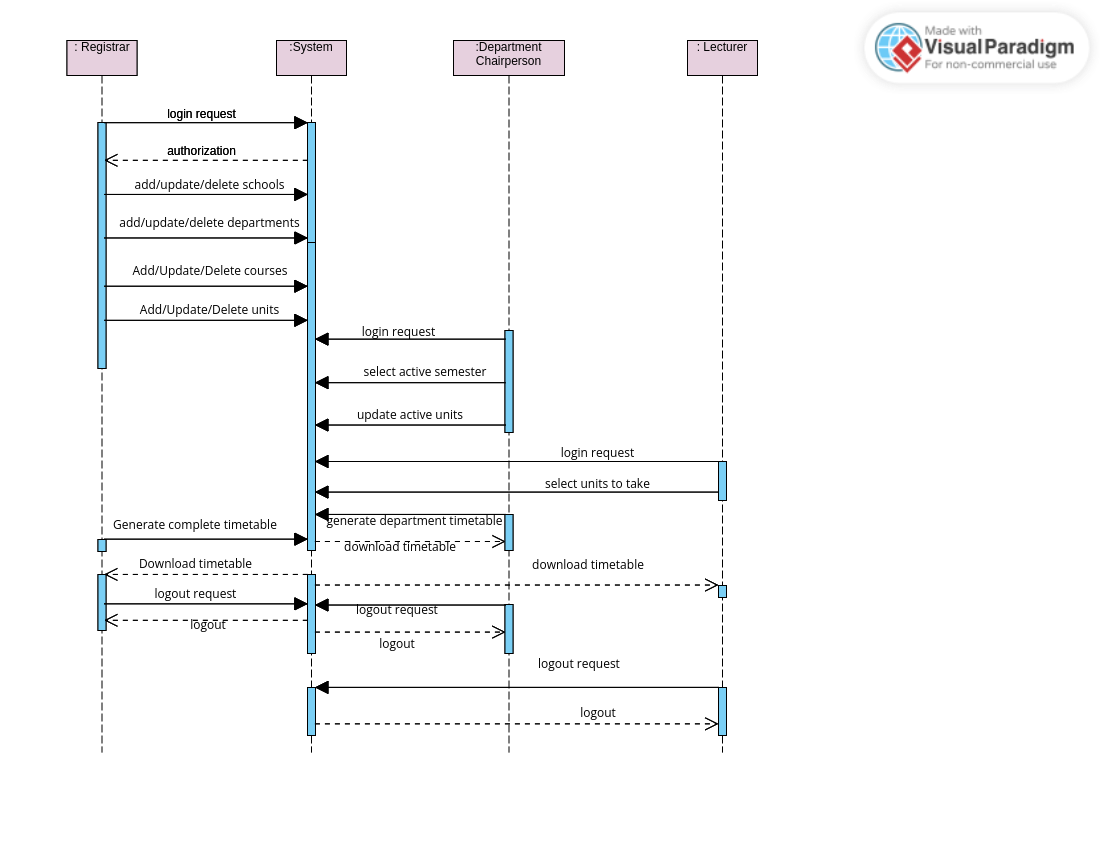 : Registrar
:System
:Department
Chairperson
: Lecturer
Made with
VisualParadigm
For non-commercial use
login request
authorization
add/update/delete schools
add/update/delete departments
Add/Update/Delete courses
Add/Update/Delete units
login request
select active semester
update active units
login request
select units to take
generate department timetable
Generate complete timetable
download timetable
Download timetable
download timetable
logout request
logout request
logout
logout
logout request
logout